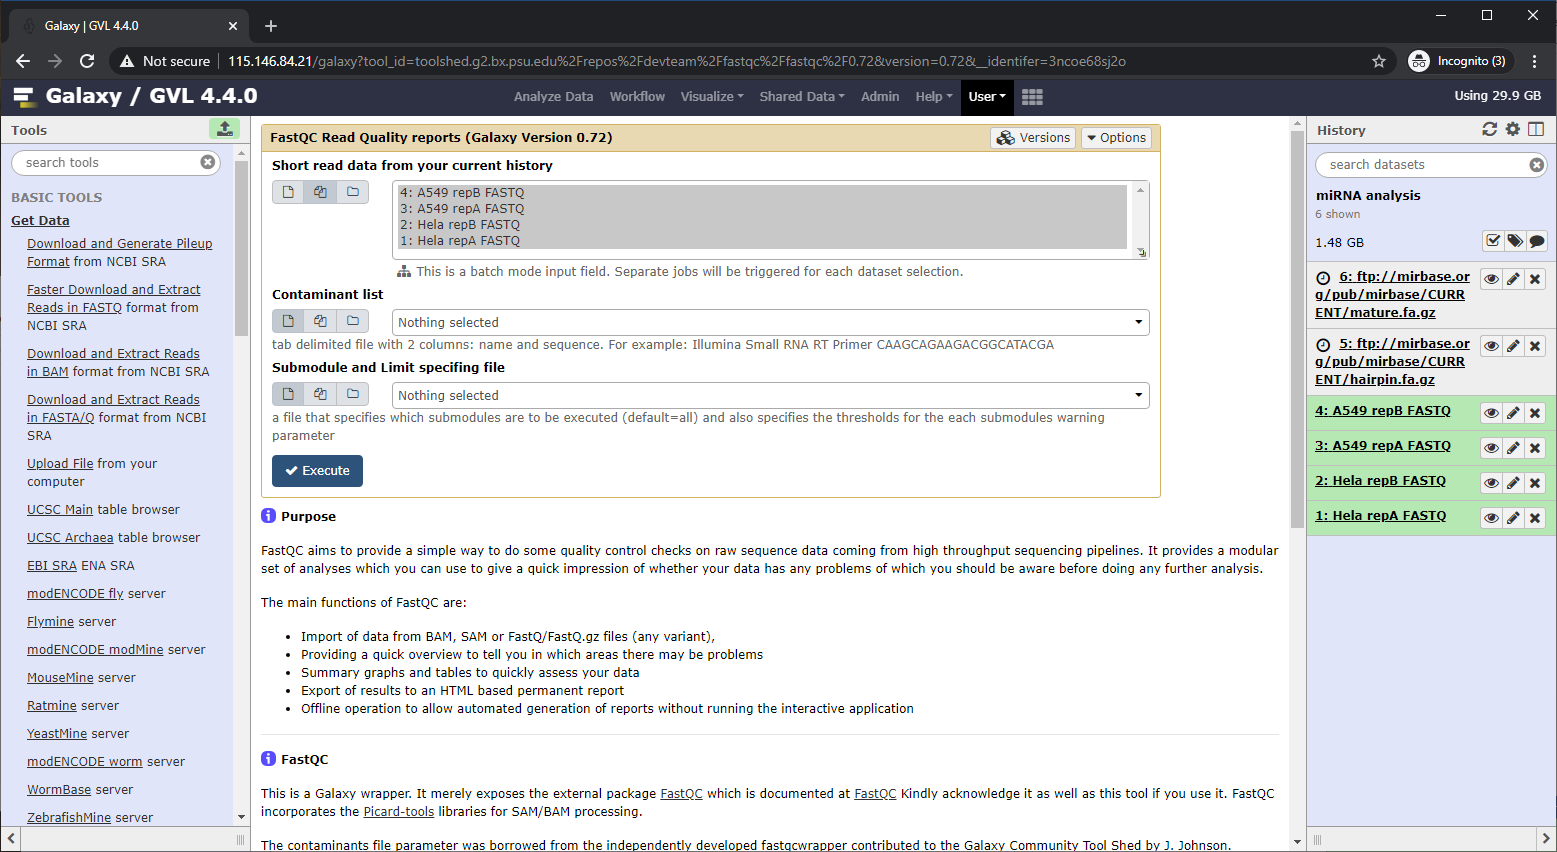 Galaxy | GVL 4.4.0
Not secure
115.146.84.21/galaxy?tool_id=toolshed.g2.bx.psu.edu%2Frepos%2Fdevteam%2Ffastqc%2Ffastqc%2F0.72&version=0.72&__identifer=3ncoe68sj2o
Incognito (3)
Galaxy / GVL 4.4.0
Analyze Data
Workflow
Visualize
Shared Data
Admin
Help
User
Using 29.9 GB
Tools
search tools
BASIC TOOLS
Get Data
Download and Generate Pileup
Format from NCBI SRA
Faster Download and Extract
Reads in FASTQ format from
NCBI SRA
Download and Extract Reads
in BAM format from NCBI SRA
Download and Extract Reads
in FASTA/Q format from NCBI
SRA
Upload File from your
computer
UCSC Main table browser
UCSC Archaea table browser
EBI SRA ENA SRA
modENCODE fly server
Flymine server
modENCODE modMine server
MouseMine server
Ratmine server
YeastMine server
modENCODE worm server
WormBase server
ZebrafishMine server
FastQC Read Quality reports (Galaxy Version 0.72)
Versions
Options
Short read data from your current history
4: A549 repB FASTQ
3: A549 repA FASTQ
2: Hela repB FASTQ
1: Hela repA FASTQ
This is a batch mode input field. Separate jobs will be triggered for each dataset selection.
Contaminant list
Nothing selected
tab delimited file with 2 columns: name and sequence. For example: Illumina Small RNA RT Primer CAAGCAGAAGACGGCATACGA
Submodule and Limit specifing file
Nothing selected
a file that specifies which submodules are to be executed (default=all) and also specifies the thresholds for the each submodules warning
parameter
Execute
Purpose
FastQC aims to provide a simple way to do some quality control checks on raw sequence data coming from high throughput sequencing pipelines. It provides a modular
set of analyses which you can use to give a quick impression of whether your data has any problems of which you should be aware before doing any further analysis.
The main functions of FastQC are:
• Import of data from BAM, SAM or FastQ/FastQ.gz files (any variant),
• Providing a quick overview to tell you in which areas there may be problems
• Summary graphs and tables to quickly assess your data
• Export of results to an HTML based permanent report
• Offline operation to allow automated generation of reports without running the interactive application
FastQC
This is a Galaxy wrapper. It merely exposes the external package FastQC which is documented at FastQC Kindly acknowledge it as well as this tool if you use it. FastQC
incorporates the Picard-tools libraries for SAM/BAM processing.
The contaminants file parameter was borrowed from the independently developed fastqcwrapper contributed to the Galaxy Community Tool Shed by J. Johnson.
History
search datasets
miRNA analysis
6 shown
1.48 GB
6: ftp://mirbase.or
g/pub/mirbase/CURR
ENT/mature.fa.gz
5: ftp://mirbase.or
g/pub/mirbase/CURR
ENT/hairpin.fa.gz
4: A549 repB FASTQ
3: A549 repA FASTQ
2: Hela repB FASTQ
1: Hela repA FASTQ